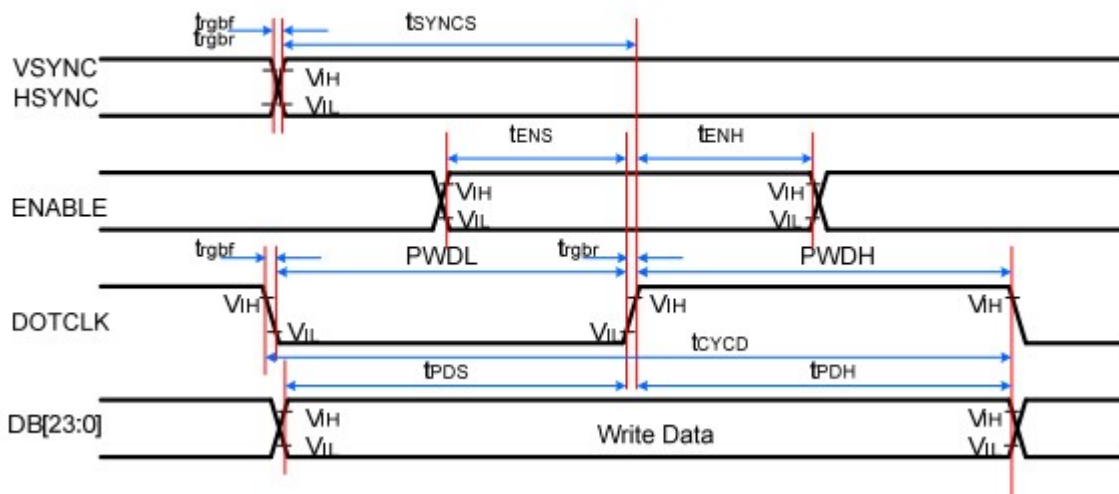 trgbf
trgbr
tSYNCS
VSYNC
HSYNC
VIH
VIL
tENS
tENH
ENABLE
VIH
VIL
VIH
VIL
trgbf
PWDL
trgbr
PWDH
DOTCLK
VIH
VIL
VIL
VIH
VIH
tCYCD
tPDS
tPDH
DB[23:0]
VIH
VIL
Write Data
VIH
VIL